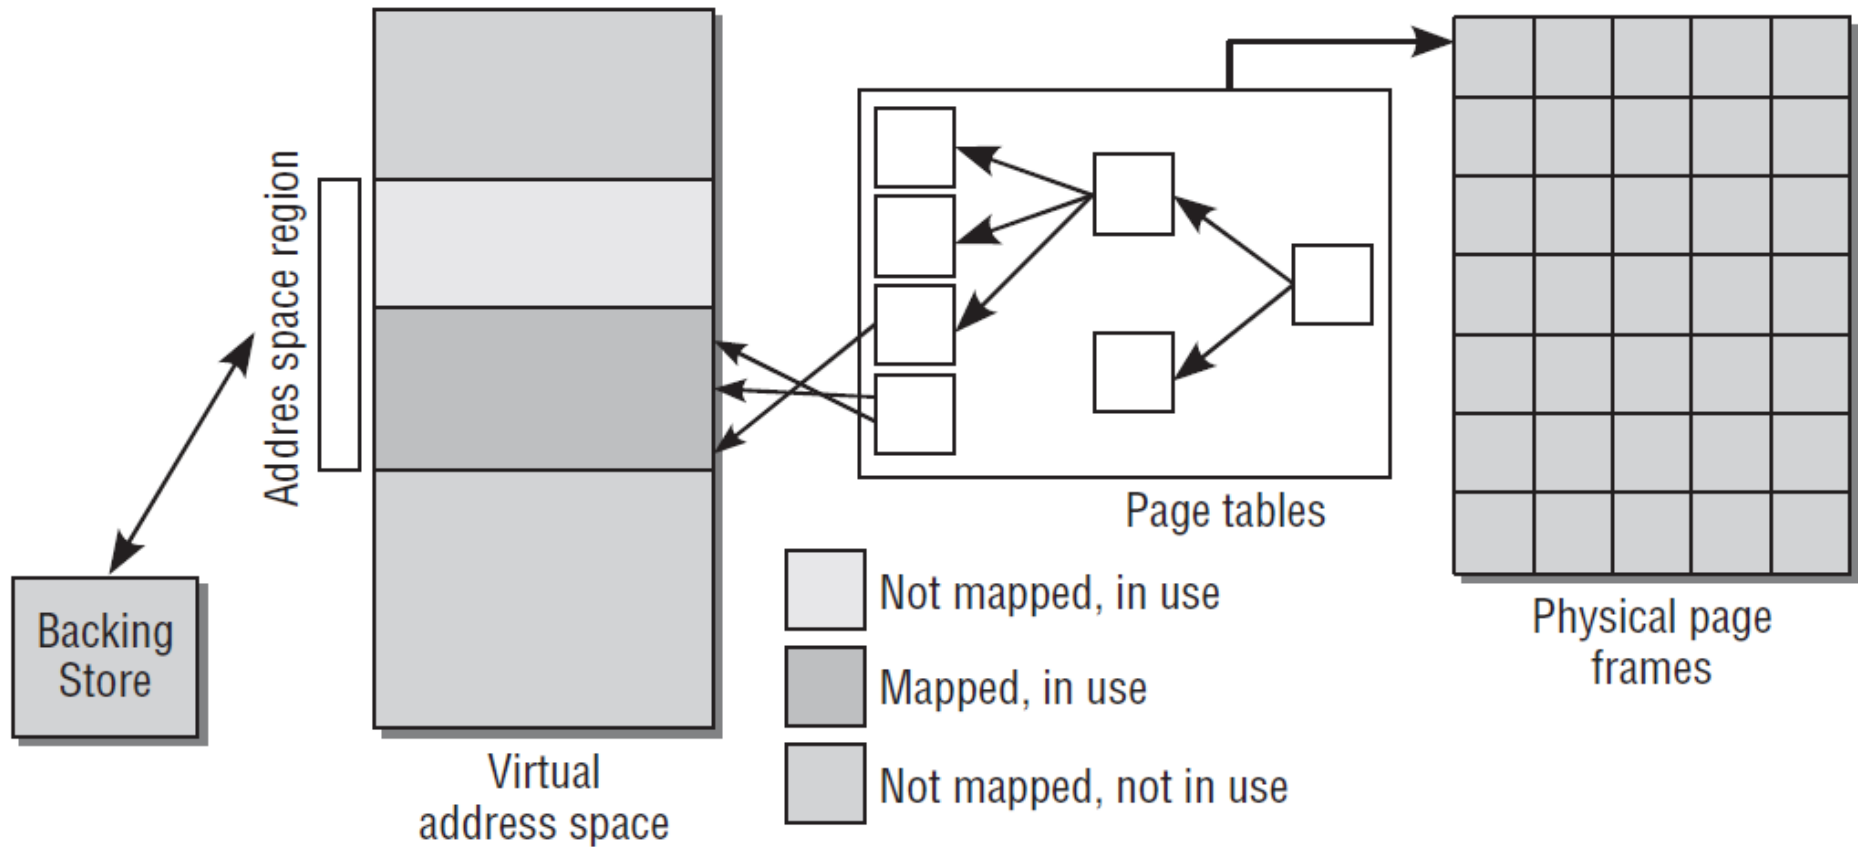 Addres space region
Backing
Store
Virtual
address space
Page tables
Not mapped, in use
Mapped, in use
Not mapped, not in use
Physical page
frames